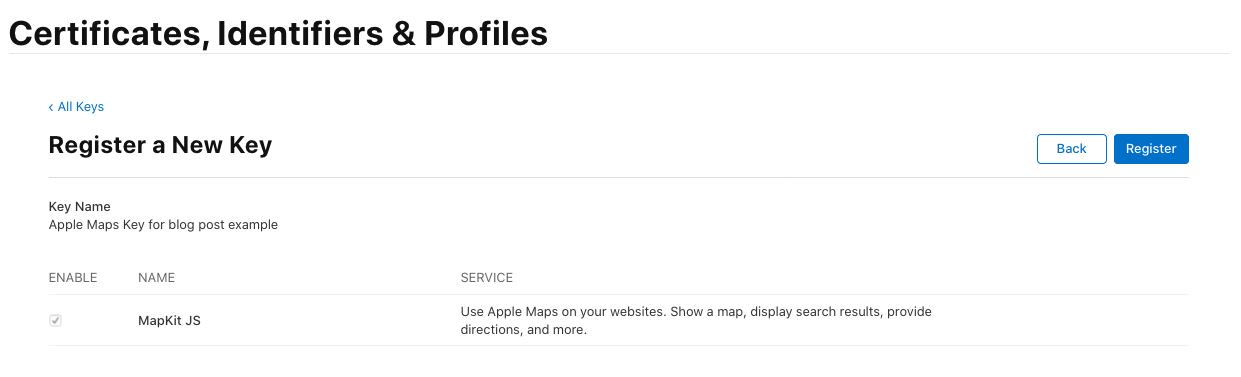 Certificates, Identifiers & Profiles
‹ All Keys
Register a New Key
Back
Register
Key Name
Apple Maps Key for blog post example
ENABLE NAME SERVICE
MapKit JS
Use Apple Maps on your websites. Show a map, display search results, provide
directions, and more.